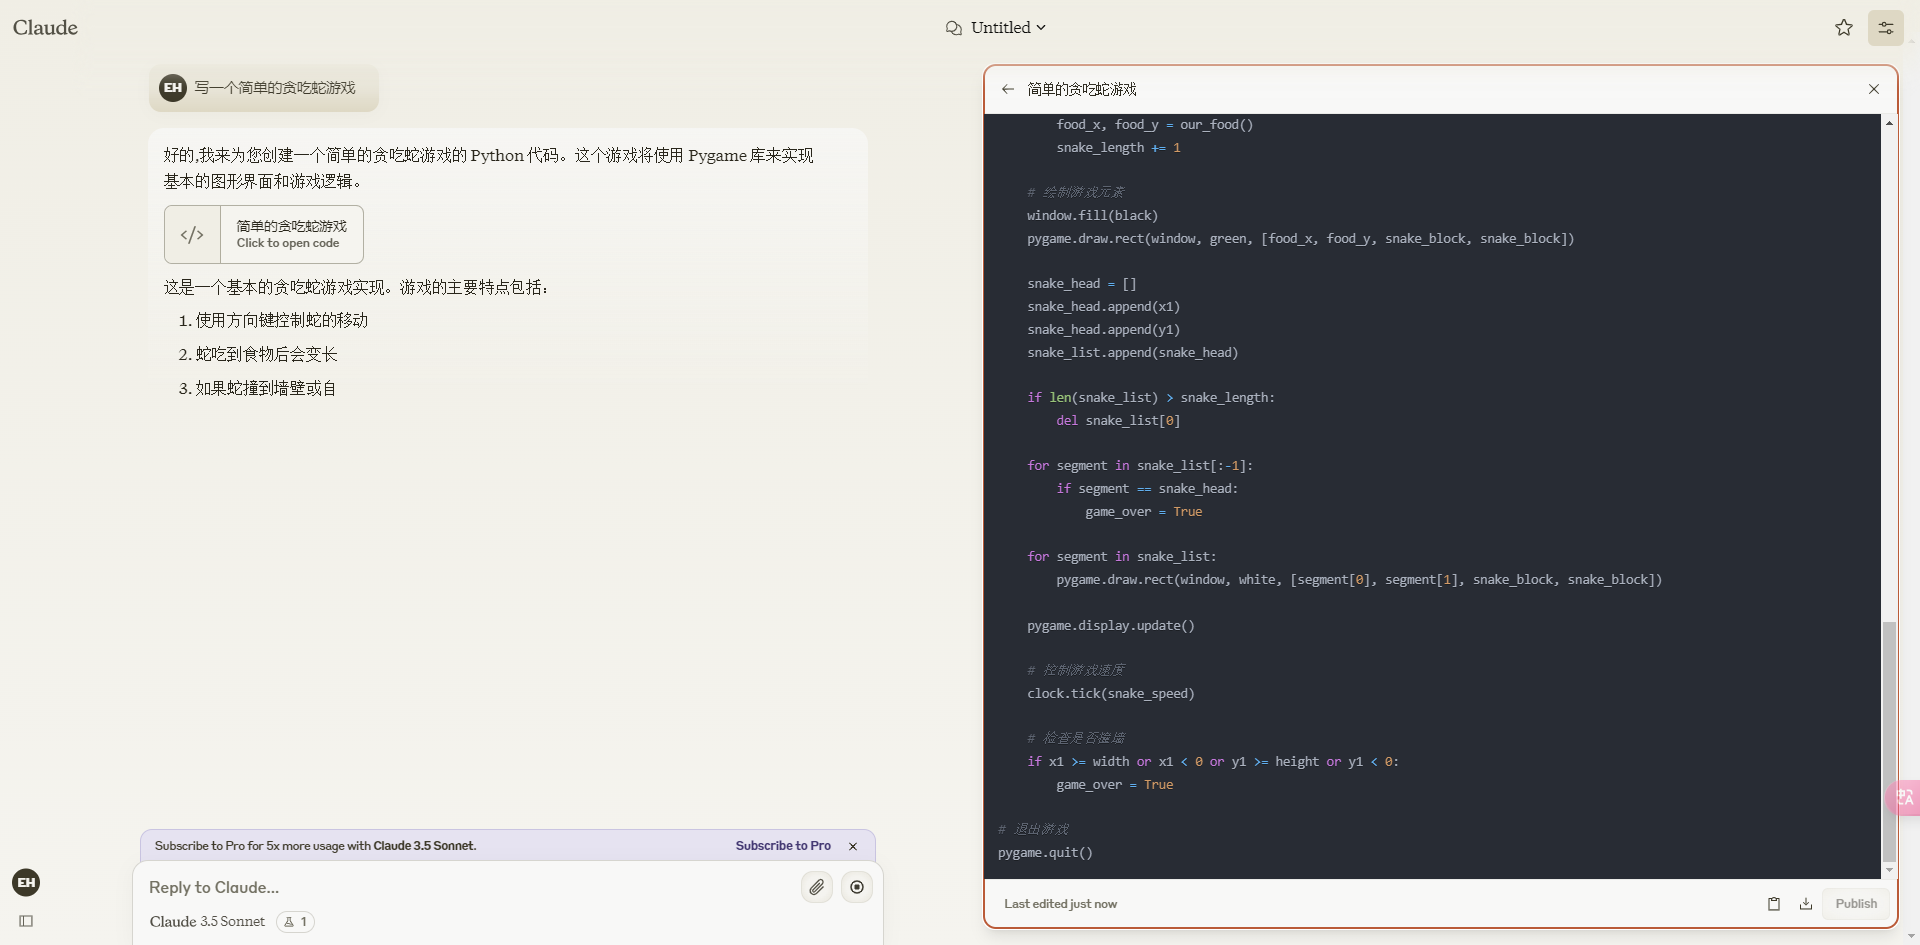 Claude
Untitled
EH 写一个简单的贪吃蛇游戏
好的,我来为您创建一个简单的贪吃蛇游戏的 Python 代码。这个游戏将使用 Pygame 库来实现
基本的图形界面和游戏逻辑。
</> 简单的贪吃蛇游戏
Click to open code
这是一个基本的贪吃蛇游戏实现。游戏的主要特点包括：
1. 使用方向键控制蛇的移动
2. 蛇吃到食物后会变长
3. 如果蛇撞到墙壁或自
Subscribe to Pro for 5x more usage with Claude 3.5 Sonnet.
Subscribe to Pro
EH
Reply to Claude...
Claude 3.5 Sonnet
1
简单的贪吃蛇游戏
food_x, food_y = our_food()
snake_length += 1
# 绘制游戏元素
window.fill(black)
pygame.draw.rect(window, green, [food_x, food_y, snake_block, snake_block])
snake_head = []
snake_head.append(x1)
snake_head.append(y1)
snake_list.append(snake_head)
if len(snake_list) > snake_length:
del snake_list[0]
for segment in snake_list[:-1]:
if segment == snake_head:
game_over = True
for segment in snake_list:
pygame.draw.rect(window, white, [segment[0], segment[1], snake_block, snake_block])
pygame.display.update()
# 控制游戏速度
clock.tick(snake_speed)
# 检查是否撞墙
if x1 >= width or x1 < 0 or y1 >= height or y1 < 0:
game_over = True
# 退出游戏
pygame.quit()
Last edited just now
Publish
中A